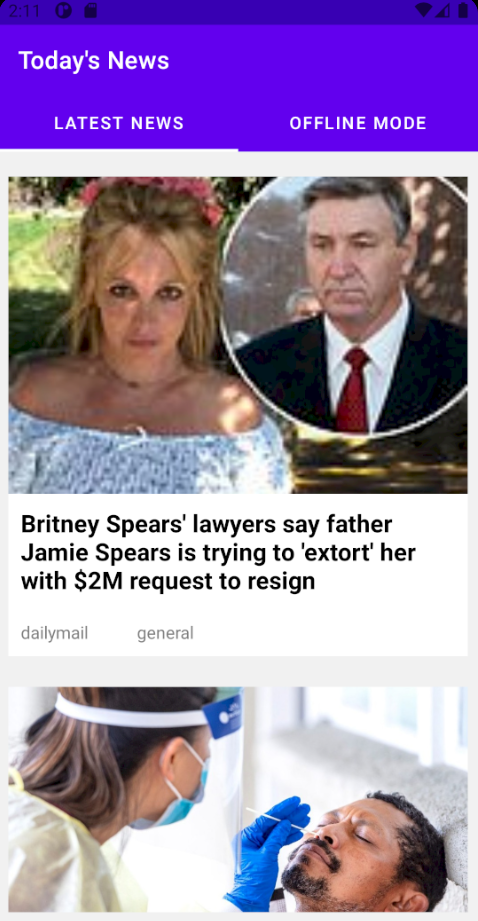 2:11
Today's News
LATEST NEWS
OFFLINE MODE
Britney Spears' lawyers say father
Jamie Spears is trying to 'extort' her
with $2M request to resign
dailymail general